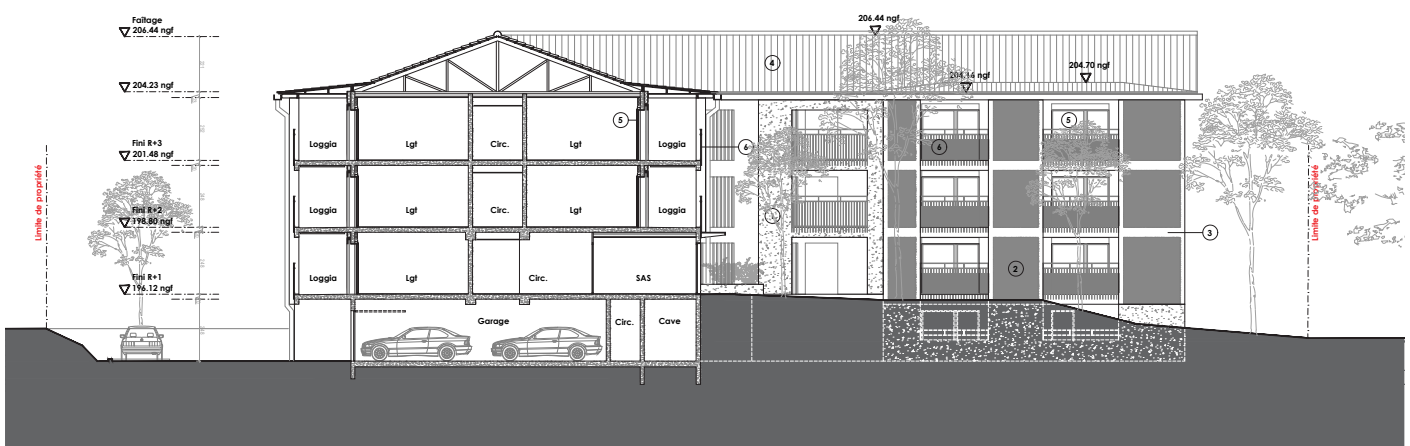 Faîtage
206.44 ngf
206.44 ngf
204.23 ngf
204.16 ngf
204.70 ngf
4
5
5
6
6
Fini R+3
201.48 ngf
Loggia
Lgt
Circ.
Lgt
Loggia
Limite de propriété
Limite de propriété
Fini R+2
198.80 ngf
Loggia
Lgt
Circ.
Lgt
Loggia
1
3
Fini R+1
196.12 ngf
Loggia
Lgt
Circ.
SAS
2
Garage
Circ.
Cave